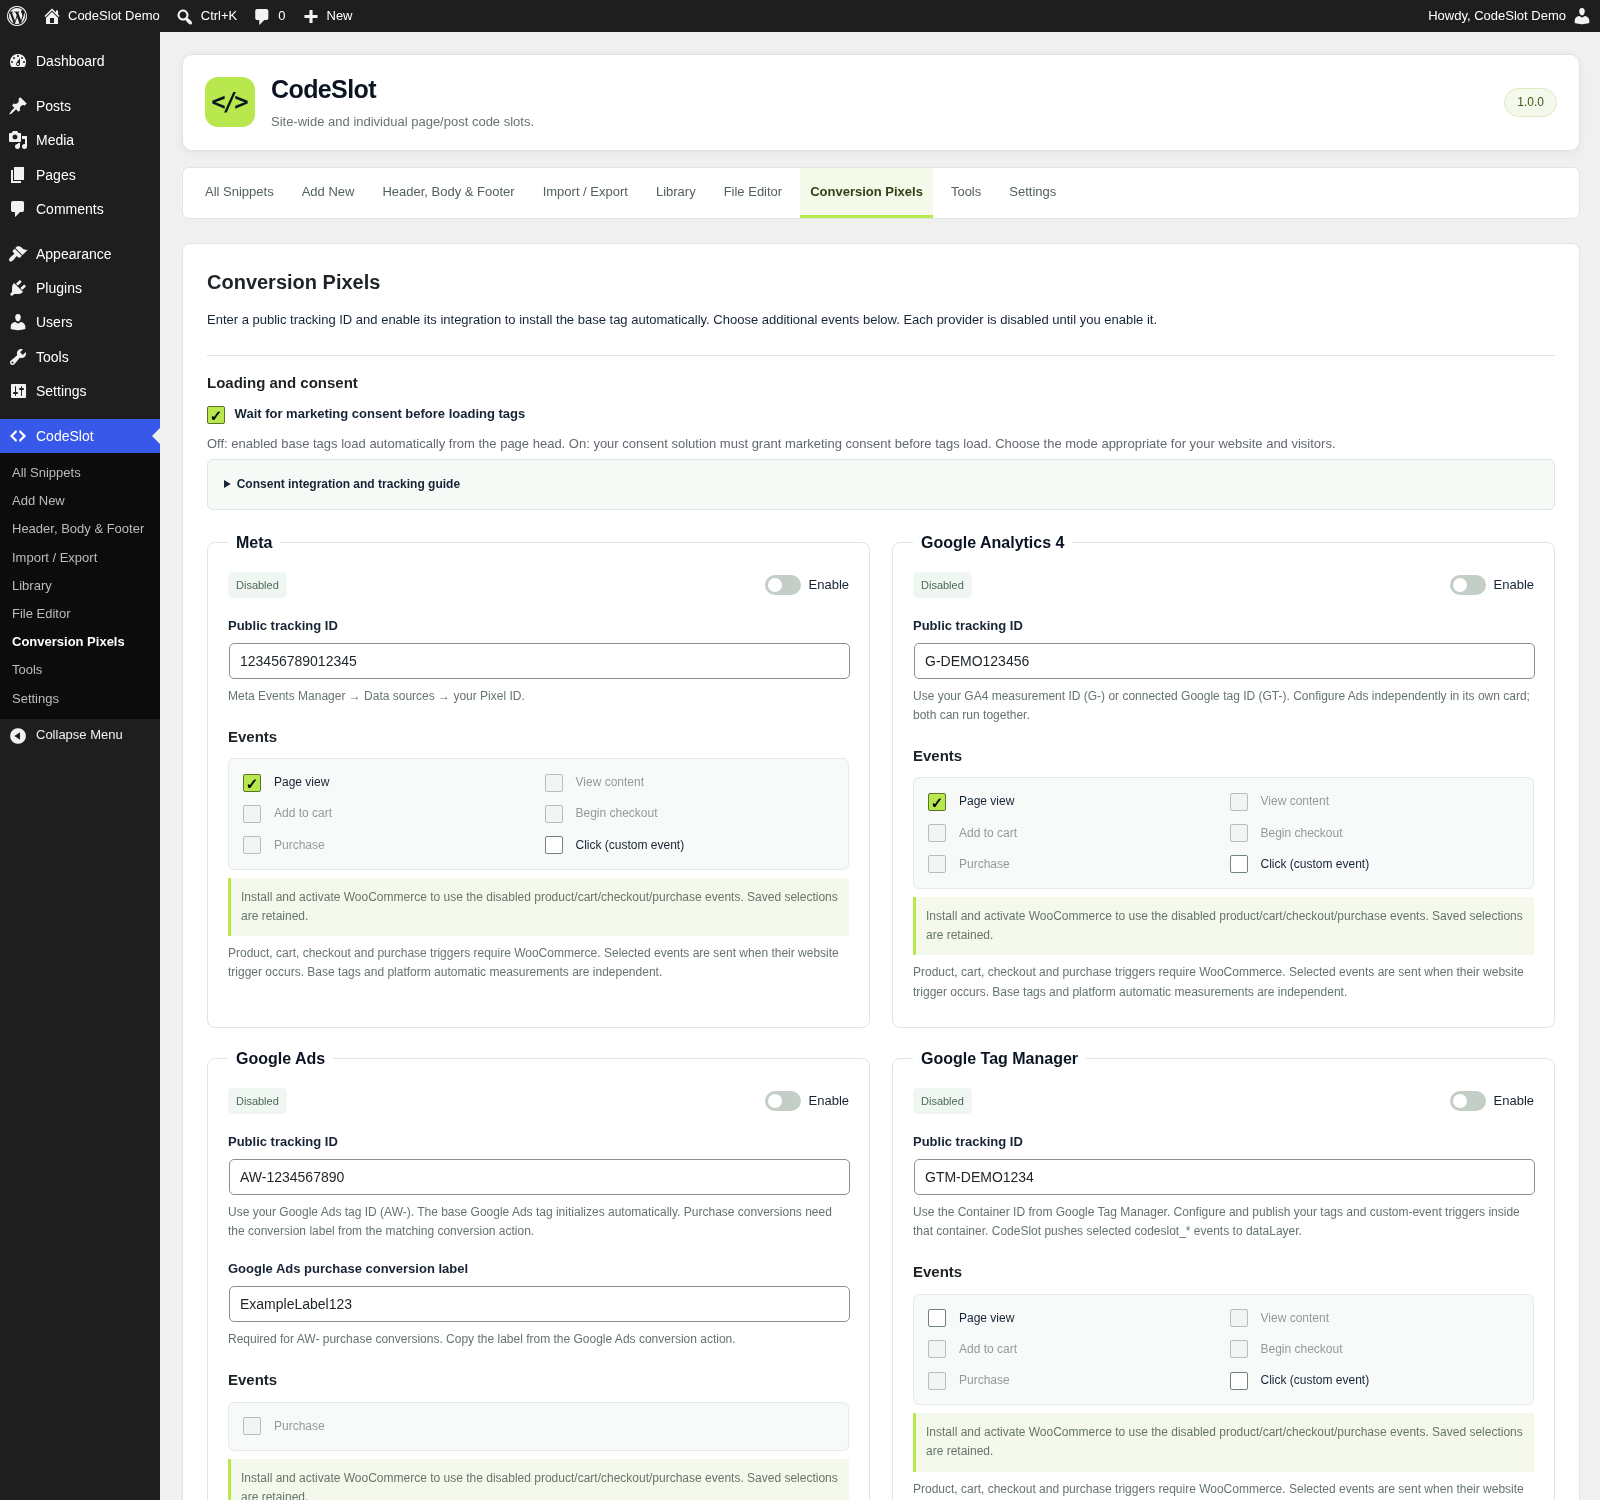 CodeSlot Demo
Ctrl+K
0
New
Howdy, CodeSlot Demo
Dashboard
Posts
Media
Pages
Comments
Appearance
Plugins
Users
Tools
Settings
CodeSlot
All Snippets
Add New
Header, Body & Footer
Import / Export
Library
File Editor
Conversion Pixels
Tools
Settings
Collapse Menu
</>
CodeSlot
Site-wide and individual page/post code slots.
1.0.0
All Snippets
Add New
Header, Body & Footer
Import / Export
Library
File Editor
Conversion Pixels
Tools
Settings
Conversion Pixels
Enter a public tracking ID and enable its integration to install the base tag automatically. Choose additional events below. Each provider is disabled until you enable it.
Loading and consent
Wait for marketing consent before loading tags
Off: enabled base tags load automatically from the page head. On: your consent solution must grant marketing consent before tags load. Choose the mode appropriate for your website and visitors.
Consent integration and tracking guide
Meta
Disabled
Enable
Public tracking ID
123456789012345
Meta Events Manager → Data sources → your Pixel ID.
Events
Page view
View content
Add to cart
Begin checkout
Purchase
Click (custom event)
Install and activate WooCommerce to use the disabled product/cart/checkout/purchase events. Saved selections
are retained.
Product, cart, checkout and purchase triggers require WooCommerce. Selected events are sent when their website
trigger occurs. Base tags and platform automatic measurements are independent.
Google Analytics 4
Disabled
Enable
Public tracking ID
G-DEMO123456
Use your GA4 measurement ID (G-) or connected Google tag ID (GT-). Configure Ads independently in its own card;
both can run together.
Events
Page view
View content
Add to cart
Begin checkout
Purchase
Click (custom event)
Install and activate WooCommerce to use the disabled product/cart/checkout/purchase events. Saved selections
are retained.
Product, cart, checkout and purchase triggers require WooCommerce. Selected events are sent when their website
trigger occurs. Base tags and platform automatic measurements are independent.
Google Ads
Disabled
Enable
Public tracking ID
AW-1234567890
Use your Google Ads tag ID (AW-). The base Google Ads tag initializes automatically. Purchase conversions need
the conversion label from the matching conversion action.
Google Ads purchase conversion label
ExampleLabel123
Required for AW- purchase conversions. Copy the label from the Google Ads conversion action.
Events
Purchase
Install and activate WooCommerce to use the disabled product/cart/checkout/purchase events. Saved selections
are retained.
Google Tag Manager
Disabled
Enable
Public tracking ID
GTM-DEMO1234
Use the Container ID from Google Tag Manager. Configure and publish your tags and custom-event triggers inside
that container. CodeSlot pushes selected codeslot_* events to dataLayer.
Events
Page view
View content
Add to cart
Begin checkout
Purchase
Click (custom event)
Install and activate WooCommerce to use the disabled product/cart/checkout/purchase events. Saved selections
are retained.
Product, cart, checkout and purchase triggers require WooCommerce. Selected events are sent when their website